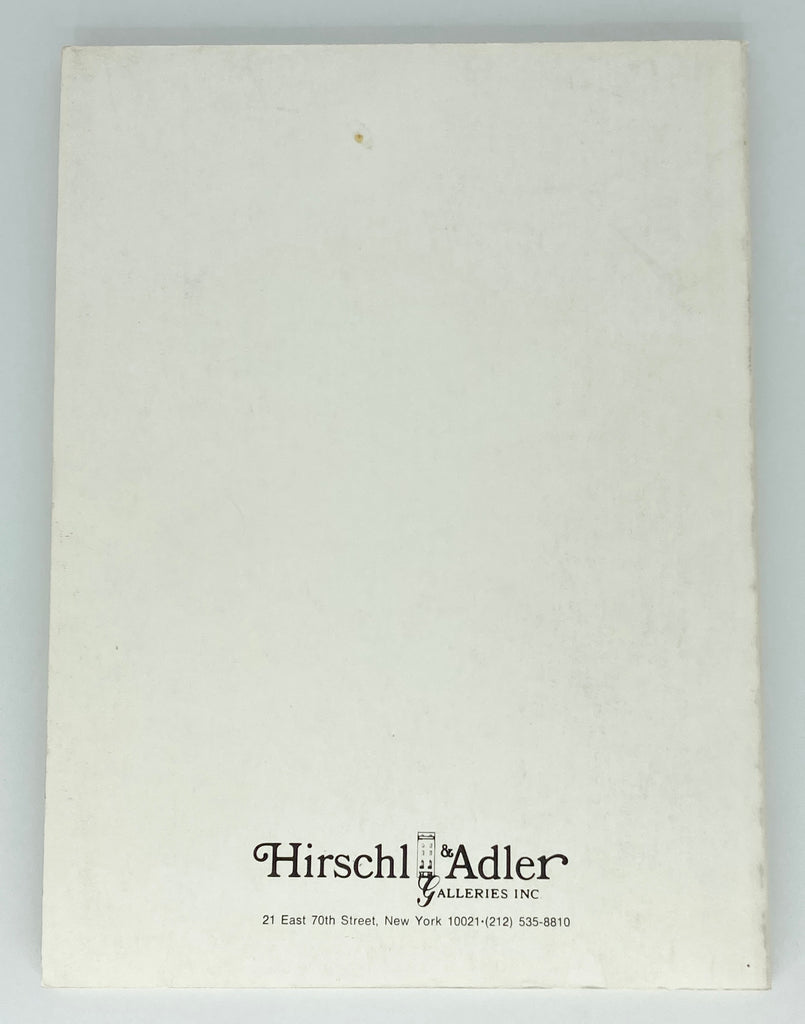 Hirschl & Adler
GALLERIES INC.
21 East 70th Street, New York 10021•(212) 535-8810